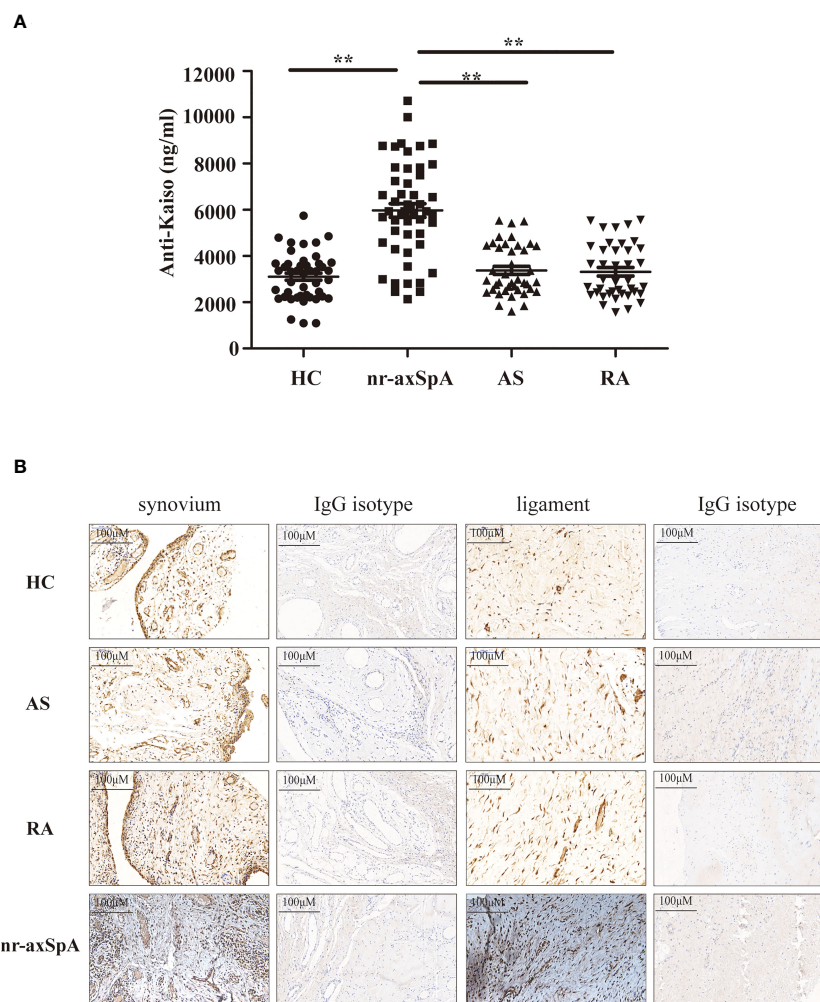 A
**
**
**
12000
10000
8000
6000
4000
2000
0
Anti-Kaiso (ng/ml)
HC nr-axSpA AS RA
B
synovium IgG isotype ligament IgG isotype
HC
100μM 100μM 100μM 100μM
AS
100μM 100μM 100μM 100μM
RA
100μM 100μM 100μM 100μM
nr-axSpA
100μM 100μM 100μM 100μM